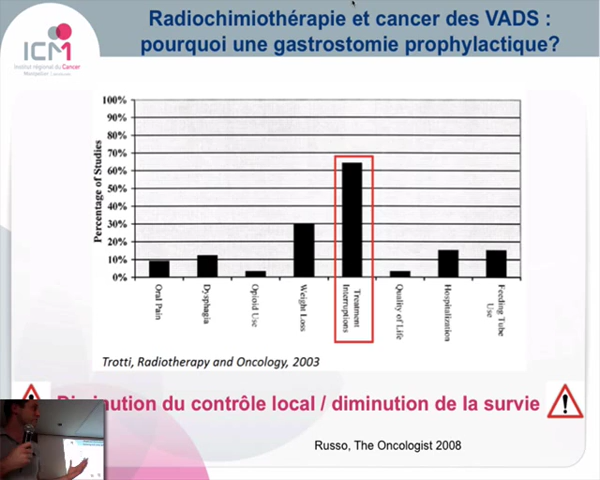 Radiochimiothérapie et cancer des VADS :
pourquoi une gastrostomie prophylactique?
ICM
Institut régional du Cancer
Montpellier
100%
90%
80%
70%
60%
50%
40%
30%
20%
10%
0%
Percentage of Studies
Oral Pain
Dysphagia
Opioid Use
Weight Loss
Treatment
Interruptions
Quality of Life
Hospitalization
Feeding Tube
Use
Trotti, Radiotherapy and Oncology, 2003
du contrôle local / diminution de la survie
Russo, The Oncologist 2008